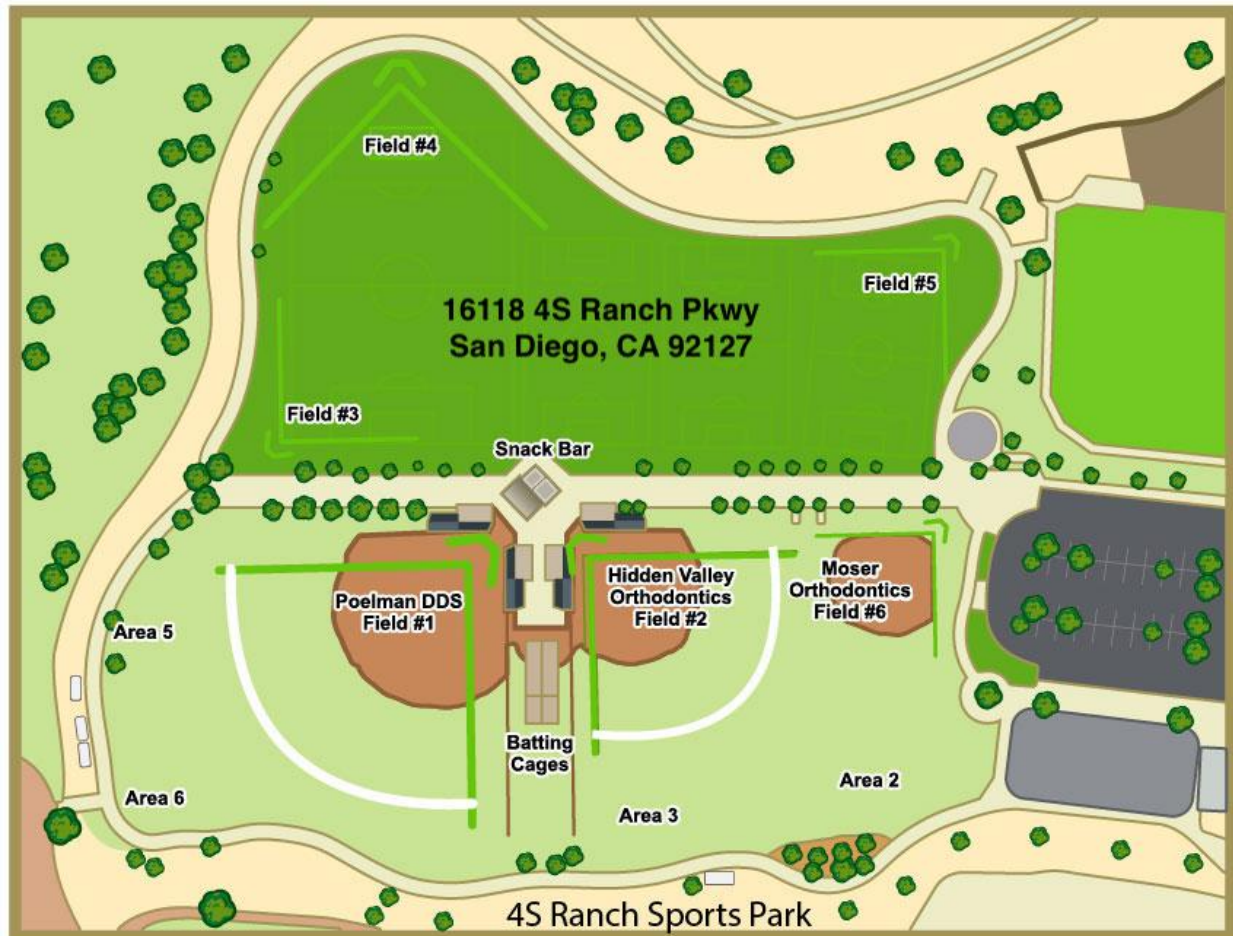 Field #4
Field #5
16118 4S Ranch Pkwy
San Diego, CA 92127
Field #3
Snack Bar
Poelman DDS
Field #1
Hidden Valley
Orthodontics
Field #2
Moser
Orthodontics
Field #6
Area 5
Batting
Cages
Area 2
Area 6
Area 3
4S Ranch Sports Park